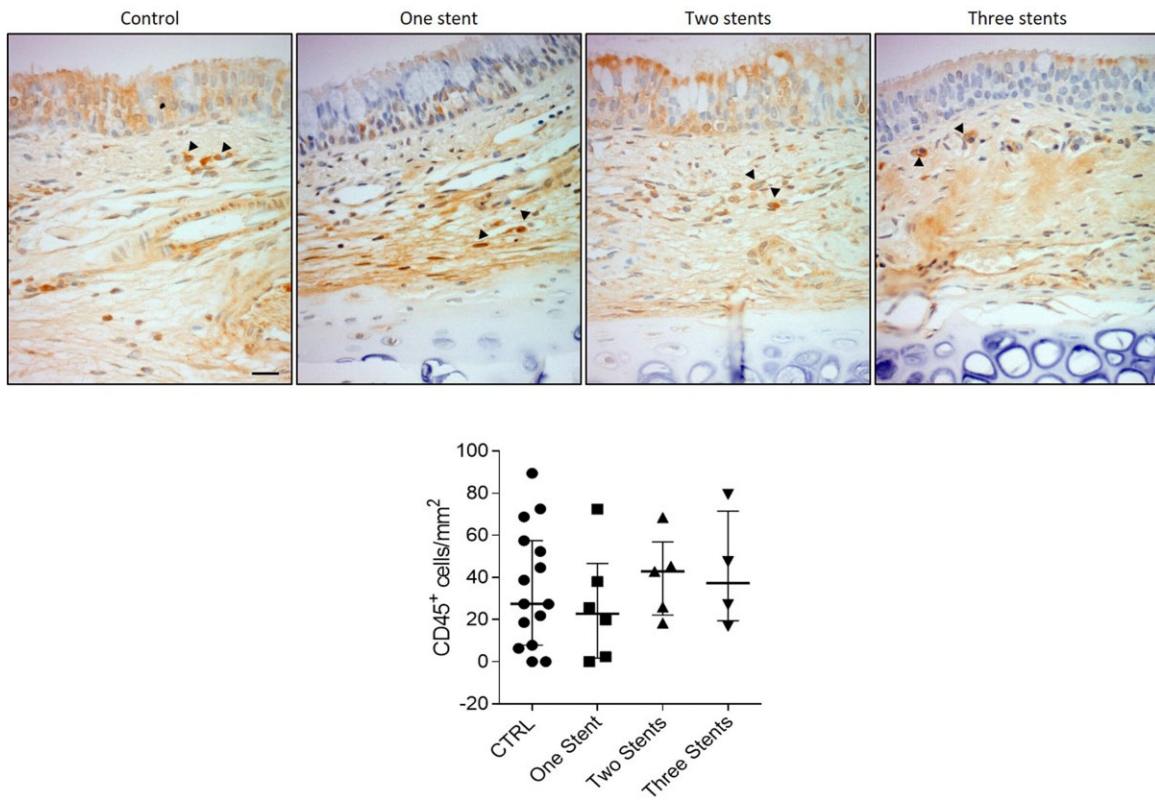 Control
One stent
Two stents
Three stents
100
80
60
40
20
0
-20
CD45⁺ cells/mm²
CTRL
One Stent
Two Stents
Three Stents